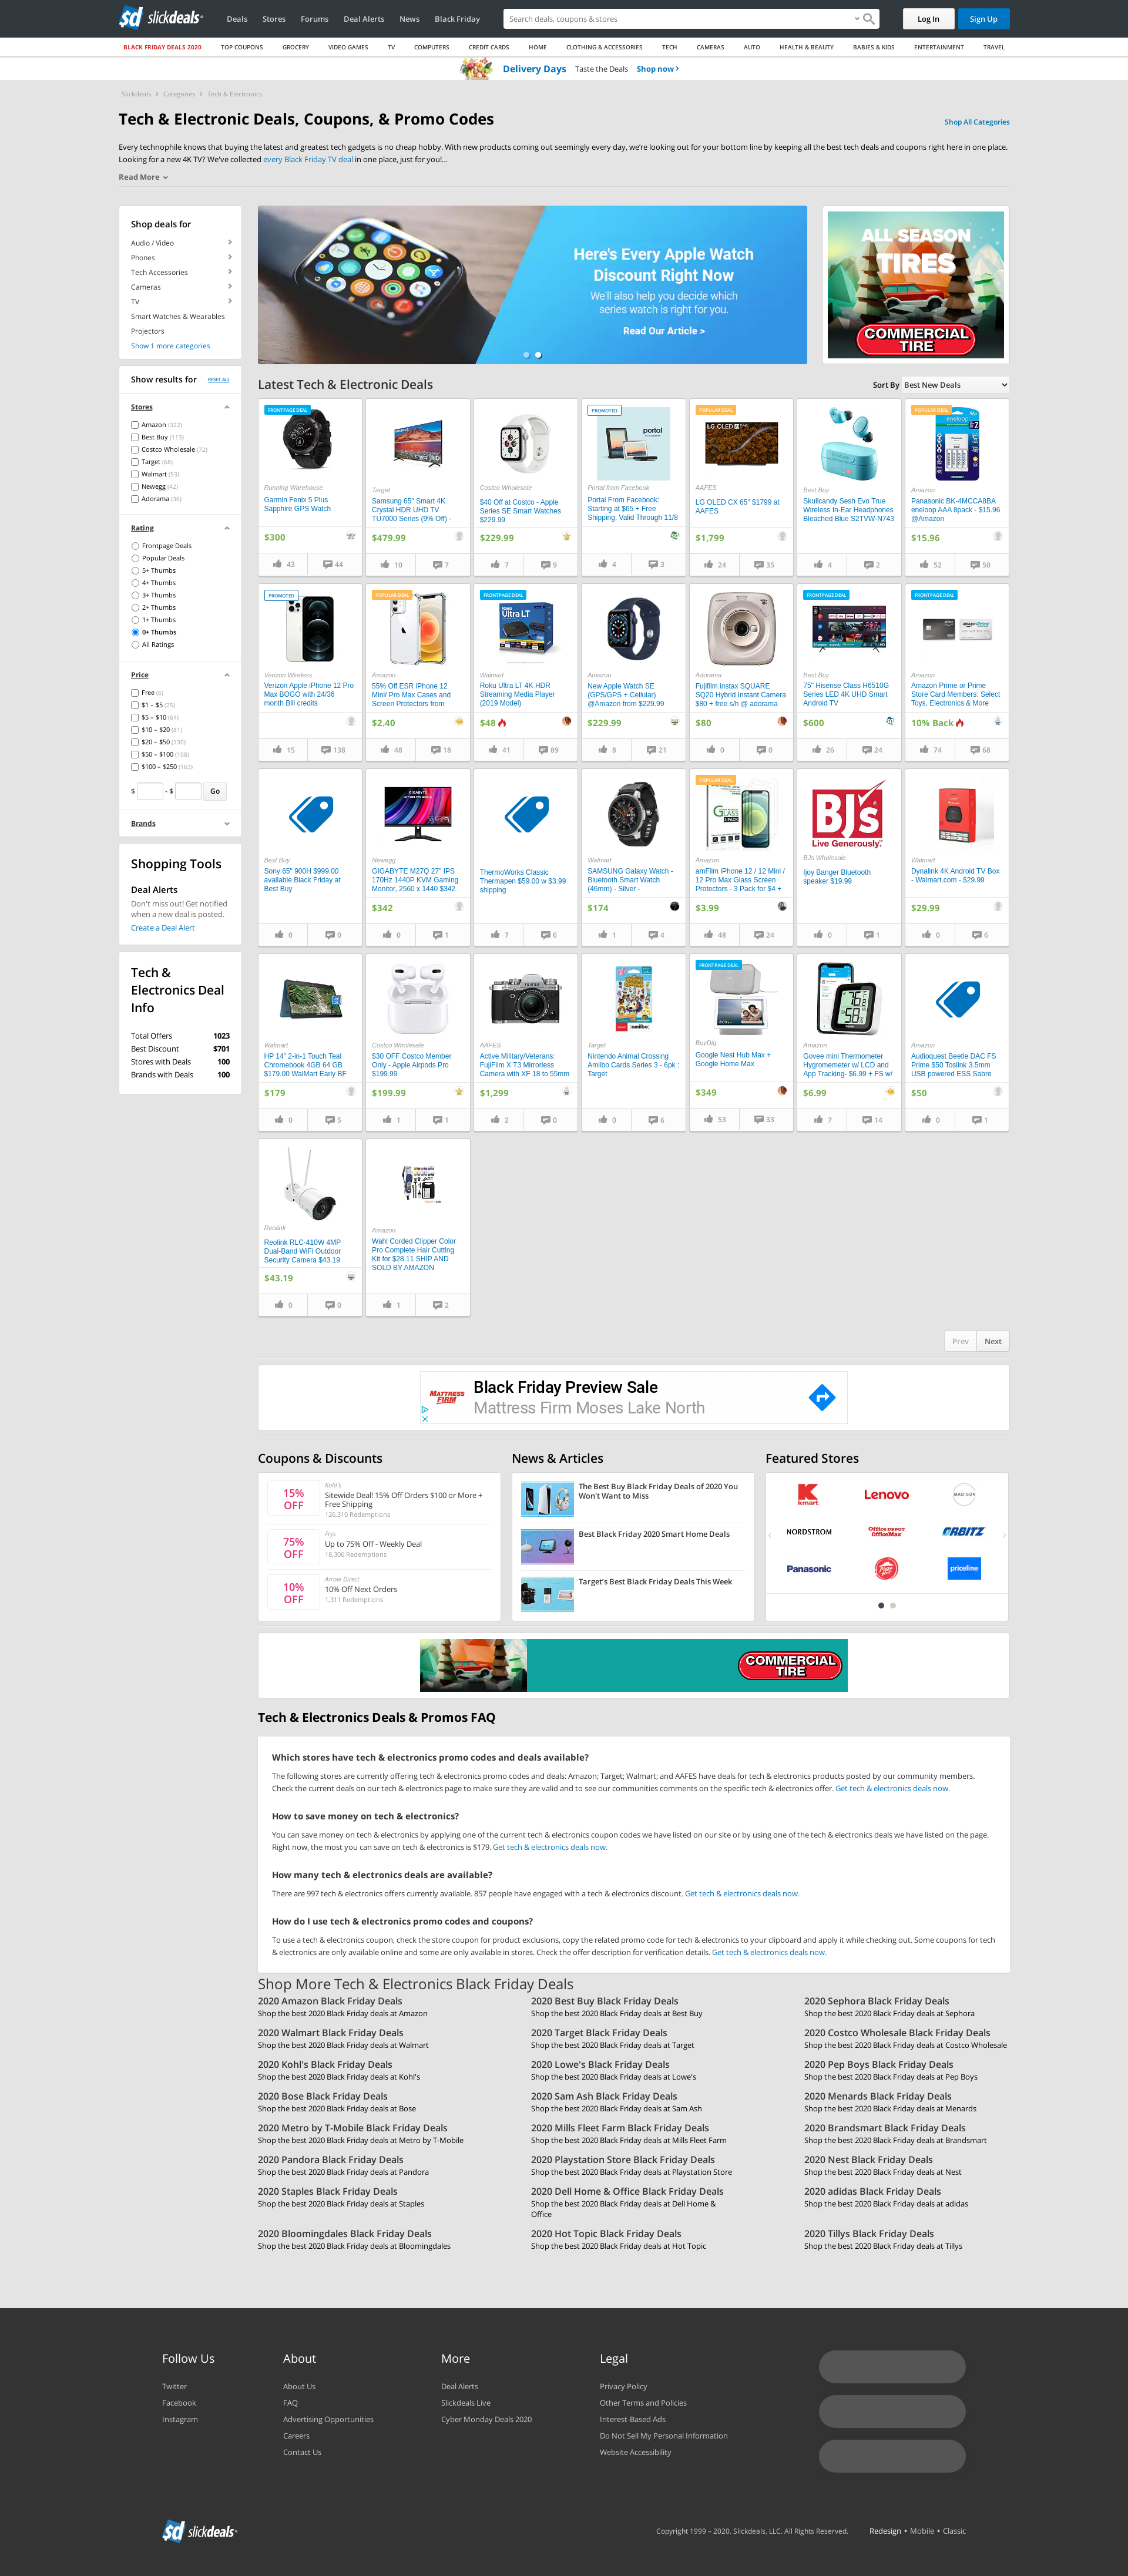 slickdeals
Deals
Stores
Forums
Deal Alerts
News
Black Friday
Search deals, coupons & stores
Log In
Sign Up
BLACK FRIDAY DEALS 2020
TOP COUPONS
GROCERY
VIDEO GAMES
TV
COMPUTERS
CREDIT CARDS
HOME
CLOTHING & ACCESSORIES
TECH
CAMERAS
AUTO
HEALTH & BEAUTY
BABIES & KIDS
ENTERTAINMENT
TRAVEL
Delivery Days Taste the Deals Shop now >
Slickdeals > Categories > Tech & Electronics
Tech & Electronic Deals, Coupons, & Promo Codes
Shop All Categories
Every technophile knows that buying the latest and greatest tech gadgets is no cheap hobby. With new products coming out seemingly every day, we're looking out for your bottom line by keeping all the best tech deals and coupons right here in one place.
Looking for a new 4K TV? We've collected every Black Friday TV deal in one place, just for you!...
Read More
Shop deals for
Audio / Video
Phones
Tech Accessories
Cameras
TV
Smart Watches & Wearables
Projectors
Show 1 more categories
Here's Every Apple Watch
Discount Right Now
We'll also help you decide which
series watch is right for you.
Read Our Article >
ALL SEASON
TIRES
COMMERCIAL
TIRE
Show results for
RESET ALL
Stores
Amazon (322)
Best Buy (113)
Costco Wholesale (72)
Target (68)
Walmart (53)
Newegg (42)
Adorama (36)
Rating
Frontpage Deals
Popular Deals
5+ Thumbs
4+ Thumbs
3+ Thumbs
2+ Thumbs
1+ Thumbs
0+ Thumbs
All Ratings
Price
Free (6)
$1 – $5 (25)
$5 – $10 (61)
$10 – $20 (81)
$20 – $50 (130)
$50 – $100 (108)
$100 – $250 (163)
$ - $ Go
Brands
Shopping Tools
Deal Alerts
Don't miss out! Get notified
when a new deal is posted.
Create a Deal Alert
Tech &
Electronics Deal
Info
Total Offers 1023
Best Discount $701
Stores with Deals 100
Brands with Deals 100
Latest Tech & Electronic Deals
Sort By Best New Deals
FRONTPAGE DEAL
Running Warehouse
Garmin Fenix 5 Plus
Sapphire GPS Watch
$300
43 44
Target
Samsung 65" Smart 4K
Crystal HDR UHD TV
TU7000 Series (9% Off) -
$479.99
10 7
Costco Wholesale
$40 Off at Costco - Apple
Series SE Smart Watches
$229.99
$229.99
7 9
PROMOTED
portal
Portal from Facebook
Portal From Facebook:
Starting at $65 + Free
Shipping. Valid Through 11/8
4 3
POPULAR DEAL
LG OLED CX
AAFES
LG OLED CX 65" $1799 at
AAFES
$1,799
24 35
Best Buy
Skullcandy Sesh Evo True
Wireless In-Ear Headphones
Bleached Blue S2TVW-N743
4 2
POPULAR DEAL
eneloop
Amazon
Panasonic BK-4MCCA8BA
eneloop AAA 8pack - $15.96
@Amazon
$15.96
52 50
PROMOTED
Verizon Wireless
Verizon Apple iPhone 12 Pro
Max BOGO with 24/36
month Bill credits
15 138
POPULAR DEAL
Amazon
55% Off ESR iPhone 12
Mini/ Pro Max Cases and
Screen Protectors from
$2.40
48 18
FRONTPAGE DEAL
Roku
Ultra LT
Walmart
Roku Ultra LT 4K HDR
Streaming Media Player
(2019 Model)
$48
41 89
Amazon
New Apple Watch SE
(GPS/GPS + Cellular)
@Amazon from $229.99
$229.99
8 21
Adorama
Fujifilm instax SQUARE
SQ20 Hybrid Instant Camera
$80 + free s/h @ adorama
$80
0 0
FRONTPAGE DEAL
Best Buy
75" Hisense Class H6510G
Series LED 4K UHD Smart
Android TV
$600
26 24
FRONTPAGE DEAL
Amazon
Amazon Prime or Prime
Store Card Members: Select
Toys, Electronics & More
10% Back
74 68
Best Buy
Sony 65" 900H $999.00
available Black Friday at
Best Buy
0 0
GIGABYTE
Newegg
GIGABYTE M27Q 27" IPS
170Hz 1440P KVM Gaming
Monitor, 2560 x 1440 $342
$342
0 1
ThermoWorks Classic
Thermapen $59.00 w $3.99
shipping
7 6
Walmart
SAMSUNG Galaxy Watch -
Bluetooth Smart Watch
(46mm) - Silver -
$174
1 4
POPULAR DEAL
GLASS
Amazon
amFilm iPhone 12 / 12 Mini /
12 Pro Max Glass Screen
Protectors - 3 Pack for $4 +
$3.99
48 24
BJ's
Live Generously.
BJs Wholesale
Ijoy Banger Bluetooth
speaker $19.99
0 1
Walmart
Dynalink 4K Android TV Box
- Walmart.com - $29.99
$29.99
0 6
Walmart
HP 14" 2-in-1 Touch Teal
Chromebook 4GB 64 GB
$179.00 WalMart Early BF
$179
0 5
Costco Wholesale
$30 OFF Costco Member
Only - Apple Airpods Pro
$199.99
$199.99
1 1
AAFES
Active Military/Veterans:
FujiFilm X T3 Mirrorless
Camera with XF 18 to 55mm
$1,299
2 0
amiibo
Target
Nintendo Animal Crossing
Amiibo Cards Series 3 - 6pk :
Target
0 6
FRONTPAGE DEAL
BuyDig
Google Nest Hub Max +
Google Home Max
$349
53 33
Amazon
Govee mini Thermometer
Hygromemeter w/ LCD and
App Tracking- $6.99 + FS w/
$6.99
7 14
Amazon
Audioquest Beetle DAC FS
Prime $50 Toslink 3.5mm
USB powered ESS Sabre
$50
0 1
Reolink
Reolink RLC-410W 4MP
Dual-Band WiFi Outdoor
Security Camera $43.19
$43.19
0 0
Amazon
Wahl Corded Clipper Color
Pro Complete Hair Cutting
Kit for $28.11 SHIP AND
SOLD BY AMAZON
1 2
Prev Next
MATTRESS
FIRM
Black Friday Preview Sale
Mattress Firm Moses Lake North
Coupons & Discounts
15%
OFF
Kohl's
Sitewide Deal! 15% Off Orders $100 or More +
Free Shipping
126,310 Redemptions
75%
OFF
Frys
Up to 75% Off - Weekly Deal
18,306 Redemptions
10%
OFF
Arrow Direct
10% Off Next Orders
1,311 Redemptions
News & Articles
The Best Buy Black Friday Deals of 2020 You
Won't Want to Miss
Best Black Friday 2020 Smart Home Deals
Target's Best Black Friday Deals This Week
Featured Stores
kmart
Lenovo
MADISON
NORDSTROM
Office DEPOT
OfficeMax
ORBITZ
Panasonic
priceline
COMMERCIAL
TIRE
Tech & Electronics Deals & Promos FAQ
Which stores have tech & electronics promo codes and deals available?
The following stores are currently offering tech & electronics promo codes and deals: Amazon; Target; Walmart; and AAFES have deals for tech & electronics products posted by our community members.
Check the current deals on our tech & electronics page to make sure they are valid and to see our communities comments on the specific tech & electronics offer. Get tech & electronics deals now.
How to save money on tech & electronics?
You can save money on tech & electronics by applying one of the current tech & electronics coupon codes we have listed on our site or by using one of the tech & electronics deals we have listed on the page.
Right now, the most you can save on tech & electronics is $179. Get tech & electronics deals now.
How many tech & electronics deals are available?
There are 997 tech & electronics offers currently available. 857 people have engaged with a tech & electronics discount. Get tech & electronics deals now.
How do I use tech & electronics promo codes and coupons?
To use a tech & electronics coupon, check the store coupon for product exclusions, copy the related promo code for tech & electronics to your clipboard and apply it while checking out. Some coupons for tech
& electronics are only available online and some are only available in stores. Check the offer description for verification details. Get tech & electronics deals now.
Shop More Tech & Electronics Black Friday Deals
2020 Amazon Black Friday Deals
Shop the best 2020 Black Friday deals at Amazon
2020 Best Buy Black Friday Deals
Shop the best 2020 Black Friday deals at Best Buy
2020 Sephora Black Friday Deals
Shop the best 2020 Black Friday deals at Sephora
2020 Walmart Black Friday Deals
Shop the best 2020 Black Friday deals at Walmart
2020 Target Black Friday Deals
Shop the best 2020 Black Friday deals at Target
2020 Costco Wholesale Black Friday Deals
Shop the best 2020 Black Friday deals at Costco Wholesale
2020 Kohl's Black Friday Deals
Shop the best 2020 Black Friday deals at Kohl's
2020 Lowe's Black Friday Deals
Shop the best 2020 Black Friday deals at Lowe's
2020 Pep Boys Black Friday Deals
Shop the best 2020 Black Friday deals at Pep Boys
2020 Bose Black Friday Deals
Shop the best 2020 Black Friday deals at Bose
2020 Sam Ash Black Friday Deals
Shop the best 2020 Black Friday deals at Sam Ash
2020 Menards Black Friday Deals
Shop the best 2020 Black Friday deals at Menards
2020 Metro by T-Mobile Black Friday Deals
Shop the best 2020 Black Friday deals at Metro by T-Mobile
2020 Mills Fleet Farm Black Friday Deals
Shop the best 2020 Black Friday deals at Mills Fleet Farm
2020 Brandsmart Black Friday Deals
Shop the best 2020 Black Friday deals at Brandsmart
2020 Pandora Black Friday Deals
Shop the best 2020 Black Friday deals at Pandora
2020 Playstation Store Black Friday Deals
Shop the best 2020 Black Friday deals at Playstation Store
2020 Nest Black Friday Deals
Shop the best 2020 Black Friday deals at Nest
2020 Staples Black Friday Deals
Shop the best 2020 Black Friday deals at Staples
2020 Dell Home & Office Black Friday Deals
Shop the best 2020 Black Friday deals at Dell Home &
Office
2020 adidas Black Friday Deals
Shop the best 2020 Black Friday deals at adidas
2020 Bloomingdales Black Friday Deals
Shop the best 2020 Black Friday deals at Bloomingdales
2020 Hot Topic Black Friday Deals
Shop the best 2020 Black Friday deals at Hot Topic
2020 Tillys Black Friday Deals
Shop the best 2020 Black Friday deals at Tillys
Follow Us
Twitter
Facebook
Instagram
About
About Us
FAQ
Advertising Opportunities
Careers
Contact Us
More
Deal Alerts
Slickdeals Live
Cyber Monday Deals 2020
Legal
Privacy Policy
Other Terms and Policies
Interest-Based Ads
Do Not Sell My Personal Information
Website Accessibility
slickdeals
Copyright 1999 – 2020. Slickdeals, LLC. All Rights Reserved.
Redesign • Mobile • Classic